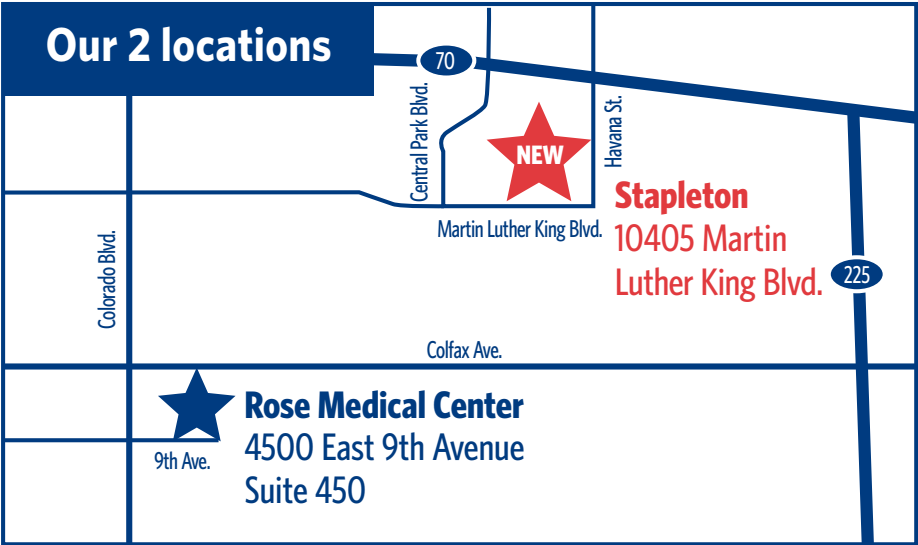 Our 2 locations
70
Central Park Blvd.
Havana St.
NEW
Stapleton
10405 Martin
Luther King Blvd.
Martin Luther King Blvd.
225
Colorado Blvd.
Colfax Ave.
Rose Medical Center
4500 East 9th Avenue
Suite 450
9th Ave.